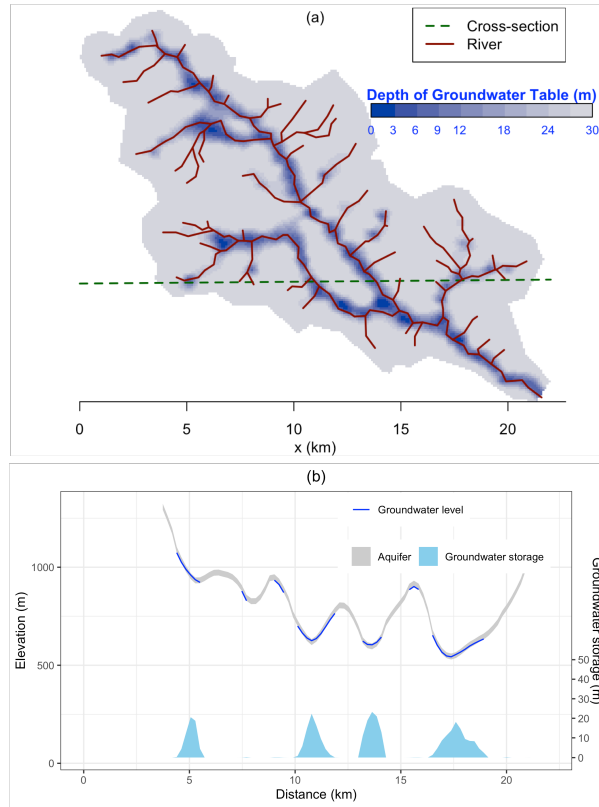 (a)
Cross-section
River
Depth of Groundwater Table (m)
0 3 6 9 12 18 24 30
0 5 10 15 20
x (km)
(b)
Groundwater level
Aquifer Groundwater storage
1000
500
0
Elevation (m)
50
40
30
20
10
0
Groundwater storage (m)
0 5 10 15 20
Distance (km)